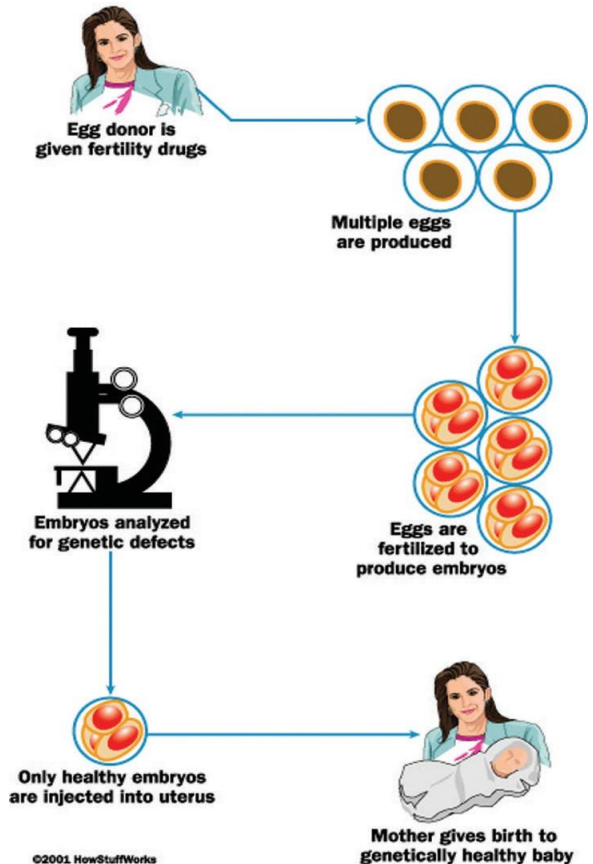 Egg donor is
given fertility drugs
Multiple eggs
are produced
Eggs are
fertilized to
produce embryos
Embryos analyzed
for genetic defects
Only healthy embryos
are injected into uterus
Mother gives birth to
genetically healthy baby
©2001 HowStuffWorks